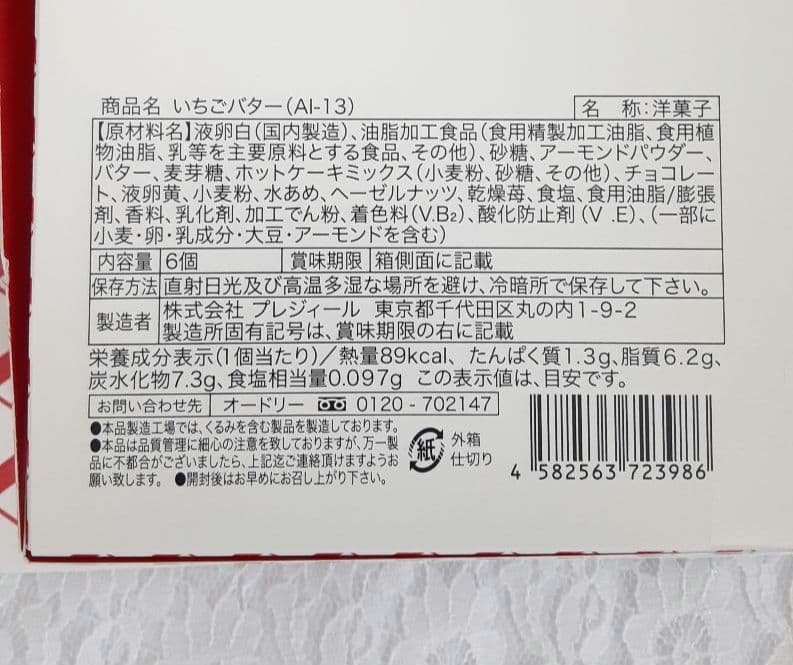 商品名 いちごバター(AI-13)
名 称:洋菓子
【原材料名】液卵白(国内製造)、油脂加工食品(食用精製加工油脂、食用植
物油脂、乳等を主要原料とする食品、その他)、砂糖、アーモンドパウダー、
バター、麦芽糖、ホットケーキミックス(小麦粉、砂糖、その他)、チョコレー
ト、液卵黄、小麦粉、水あめ、ヘーゼルナッツ、乾燥苺、食塩、食用油脂/膨張
剤、香料、乳化剤、加工でん粉、着色料(V.B₂)、酸化防止剤(V .E)、(一部に
小麦・卵・乳成分・大豆・アーモンドを含む)
内容量 6個 賞味期限 箱側面に記載
保存方法 直射日光及び高温多湿な場所を避け、冷暗所で保存して下さい。
製造者 株式会社 プレジィール 東京都千代田区丸の内1-9-2
製造所固有記号は、賞味期限の右に記載
栄養成分表示(1個当たり)/熱量89kcal、たんぱく質1.3g、脂質6.2g、
炭水化物7.3g、食塩相当量0.097g この表示値は、目安です。
お問い合わせ先 オードリー 0120-702147
●本品製造工場では、くるみを含む製品を製造しております。
●本品は品質管理に細心の注意を致しておりますが、万一製
品に不都合がございましたら、上記迄ご連絡頂けますようお
願い致します。 ●開封後はお早めにお召し上がり下さい。
紙
外箱
仕切り
4 582563 723986